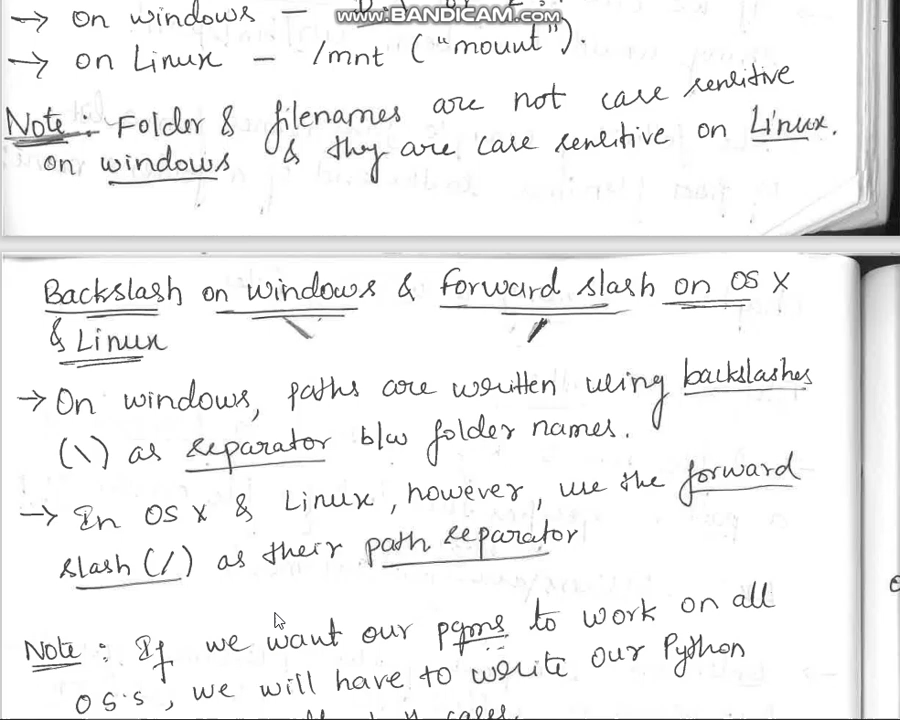 www.BANDICAM.com
→ on windows –
→ on Linux – /mnt ("mount")
Note: Folder & filenames are not case sensitive
on windows & they are case sensitive on Linux.
Backslash on windows & forward slash on OS X
& Linux
\ /
→ On windows, paths are written using backslashes
(\) as separator b/w folder names.
→ In OS X & Linux, however, use the forward
slash (/) as their path separator
Note: If we want our pgms to work on all
OS's, we will have to write our Python
cases.